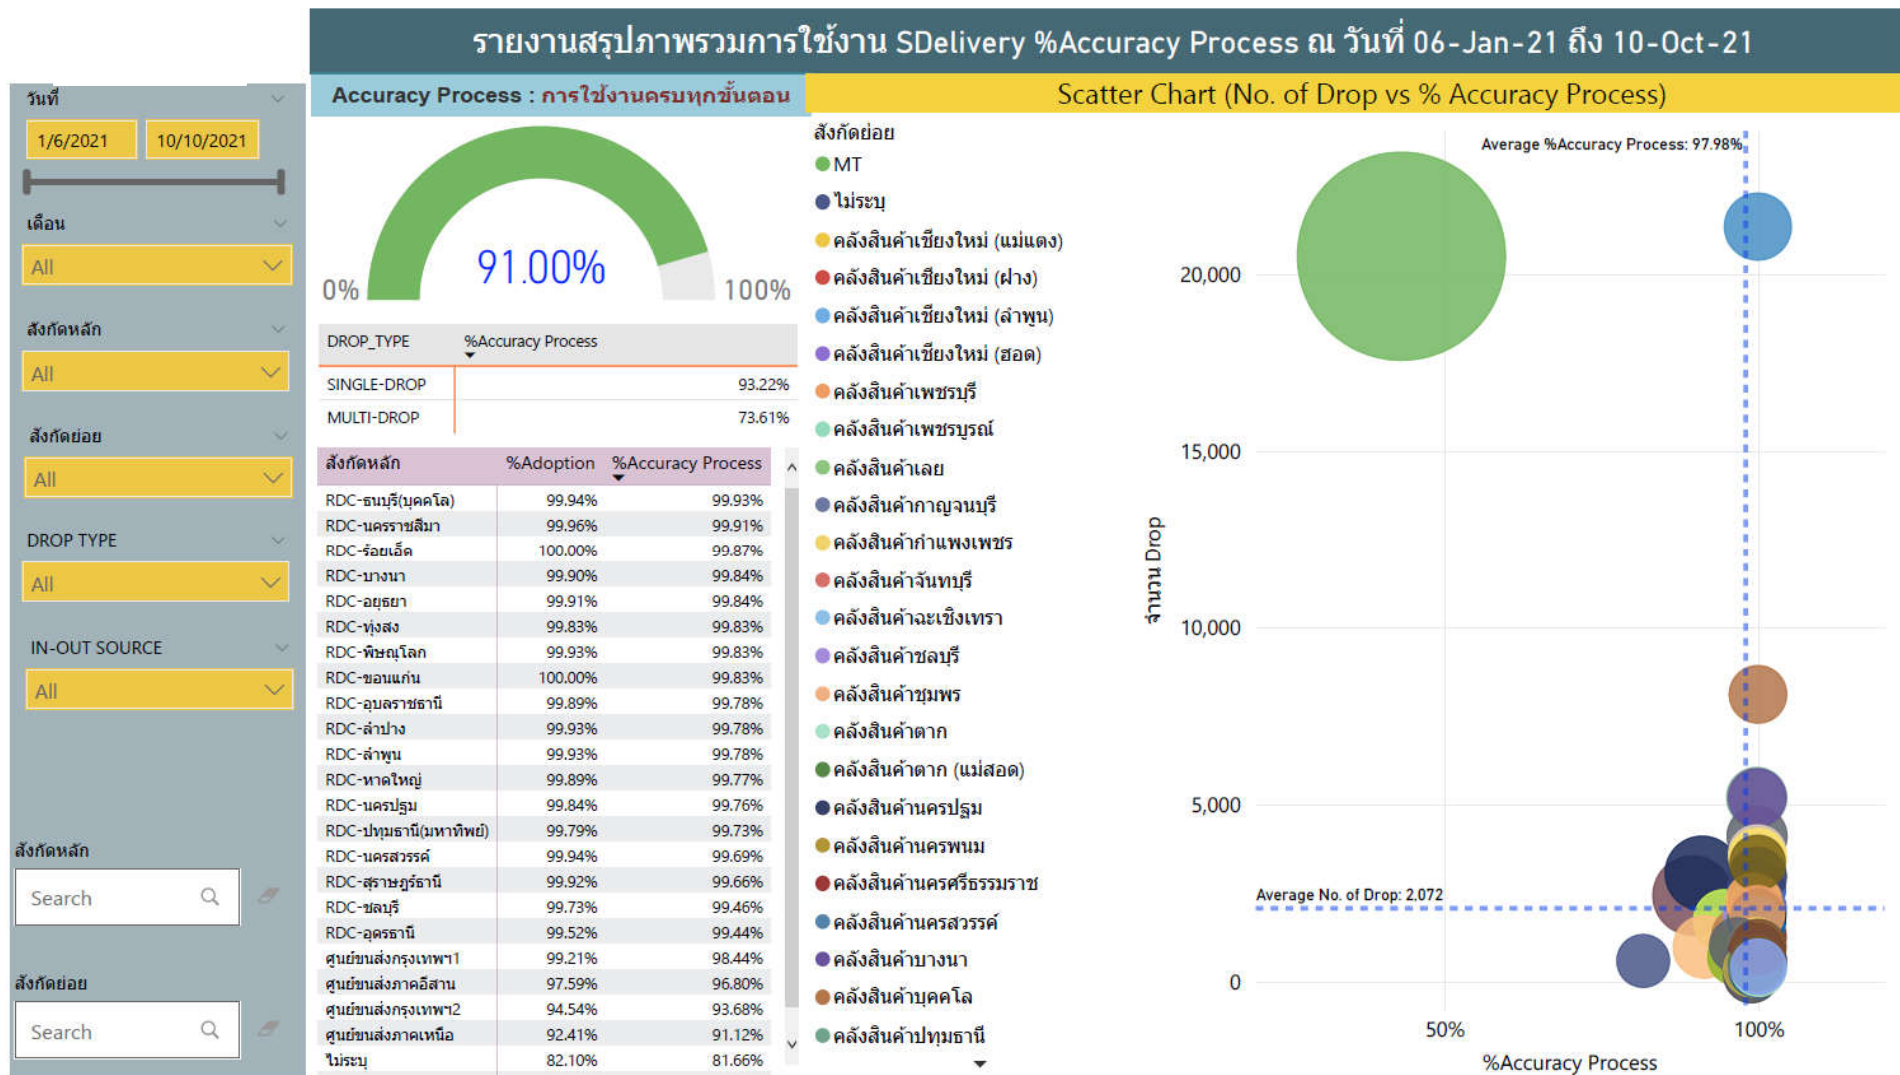 รายงานสรุปภาพรวมการใช้งาน SDelivery %Accuracy Process ณ วันที่ 06-Jan-21 ถึง 10-Oct-21
วันที่
1/6/2021 10/10/2021
เดือน
All
สังกัดหลัก
All
สังกัดย่อย
All
DROP TYPE
All
IN-OUT SOURCE
All
สังกัดหลัก
Search
สังกัดย่อย
Search
Accuracy Process : การใช้งานครบทุกขั้นตอน
0% 91.00% 100%
DROP_TYPE %Accuracy Process
SINGLE-DROP 93.22%
MULTI-DROP 73.61%
สังกัดหลัก %Adoption %Accuracy Process
RDC-ธนบุรี(บุคคโล) 99.94% 99.93%
RDC-นครราชสีมา 99.96% 99.91%
RDC-ร้อยเอ็ด 100.00% 99.87%
RDC-บางนา 99.90% 99.84%
RDC-อยุธยา 99.91% 99.84%
RDC-ทุ่งสง 99.83% 99.83%
RDC-พิษณุโลก 99.93% 99.83%
RDC-ขอนแก่น 100.00% 99.83%
RDC-อุบลราชธานี 99.89% 99.78%
RDC-ลำปาง 99.93% 99.78%
RDC-ลำพูน 99.93% 99.78%
RDC-หาดใหญ่ 99.89% 99.77%
RDC-นครปฐม 99.84% 99.76%
RDC-ปทุมธานี(มหาทิพย์) 99.79% 99.73%
RDC-นครสวรรค์ 99.94% 99.69%
RDC-สุราษฎร์ธานี 99.92% 99.66%
RDC-ชลบุรี 99.73% 99.46%
RDC-อุดรธานี 99.52% 99.44%
ศูนย์ขนส่งกรุงเทพฯ1 99.21% 98.44%
ศูนย์ขนส่งภาคอีสาน 97.59% 96.80%
ศูนย์ขนส่งกรุงเทพฯ2 94.54% 93.68%
ศูนย์ขนส่งภาคเหนือ 92.41% 91.12%
ไม่ระบุ 82.10% 81.66%
Scatter Chart (No. of Drop vs % Accuracy Process)
สังกัดย่อย
MT
ไม่ระบุ
คลังสินค้าเชียงใหม่ (แม่แตง)
คลังสินค้าเชียงใหม่ (ฝาง)
คลังสินค้าเชียงใหม่ (ลำพูน)
คลังสินค้าเชียงใหม่ (ฮอด)
คลังสินค้าเพชรบุรี
คลังสินค้าเพชรบูรณ์
คลังสินค้าเลย
คลังสินค้ากาญจนบุรี
คลังสินค้ากำแพงเพชร
คลังสินค้าจันทบุรี
คลังสินค้าฉะเชิงเทรา
คลังสินค้าชลบุรี
คลังสินค้าชุมพร
คลังสินค้าตาก
คลังสินค้าตาก (แม่สอด)
คลังสินค้านครปฐม
คลังสินค้านครพนม
คลังสินค้านครศรีธรรมราช
คลังสินค้านครสวรรค์
คลังสินค้าบางนา
คลังสินค้าบุคคโล
คลังสินค้าปทุมธานี
Average %Accuracy Process: 97.98%
20,000
15,000
จำนวน Drop
10,000
5,000
Average No. of Drop: 2,072
0
50% 100%
%Accuracy Process